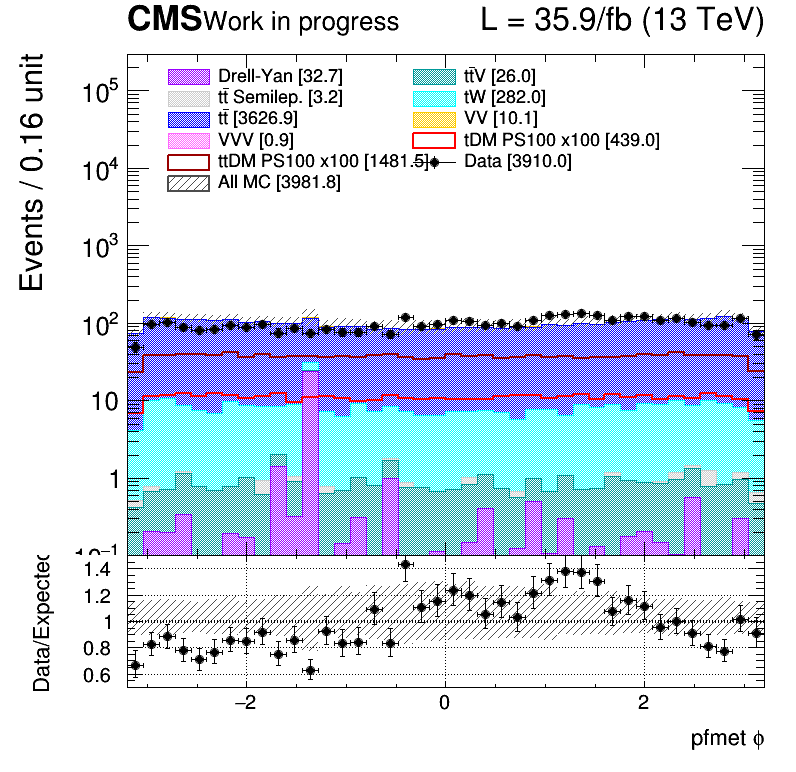 CMS Work in progress L = 35.9/fb (13 TeV)
Events / 0.16 unit
Drell-Yan [32.7] tt̄V [26.0]
tt̄ Semilep. [3.2] tW [282.0]
tt̄ [3626.9] VV [10.1]
VVV [0.9] tDM PS100 x100 [439.0]
ttDM PS100 x100 [1481.5] Data [3910.0]
All MC [3981.8]
10⁵
10⁴
10³
10²
10
1
10⁻¹
Data/Expected
1.4
1.2
1
0.8
0.6
−2 0 2
pfmet ϕ